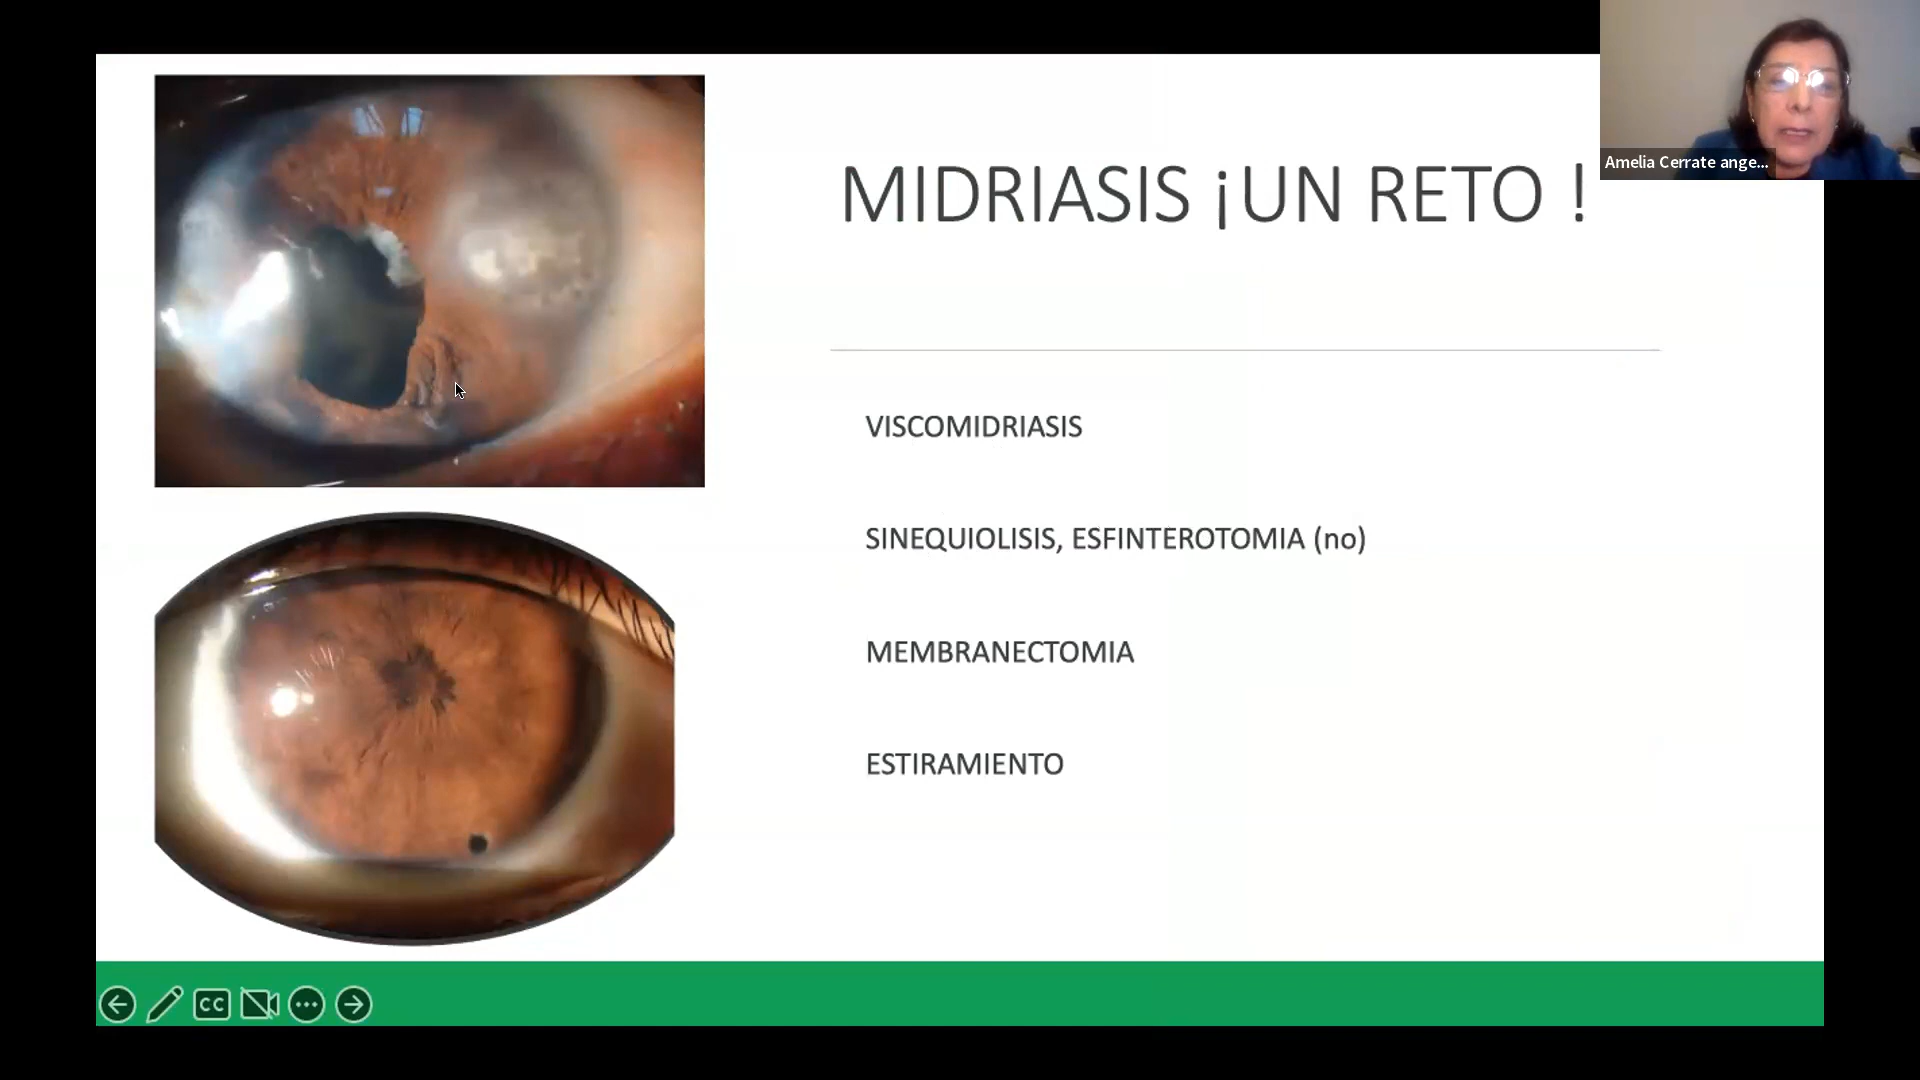 Amelia Cerrate ange...
MIDRIASIS ¡UN RETO !
VISCOMIDRIASIS
SINEQUIOLISIS, ESFINTEROTOMIA (no)
MEMBRANECTOMIA
ESTIRAMIENTO
CC